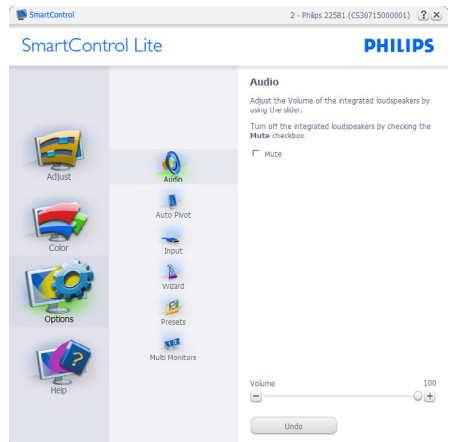 SmartControl
2 - Philips 225B1 (CS30715000001)
?
X
SmartControl Lite
PHILIPS
Adjust
Color
Options
Help
Audio
Auto Pivot
Input
Wizard
Presets
Multi Monitors
Audio
Adjust the Volume of the integrated loudspeakers by
using the slider.
Turn off the integrated loudspeakers by checking the
Mute checkbox.
Mute
Volume
100
Undo